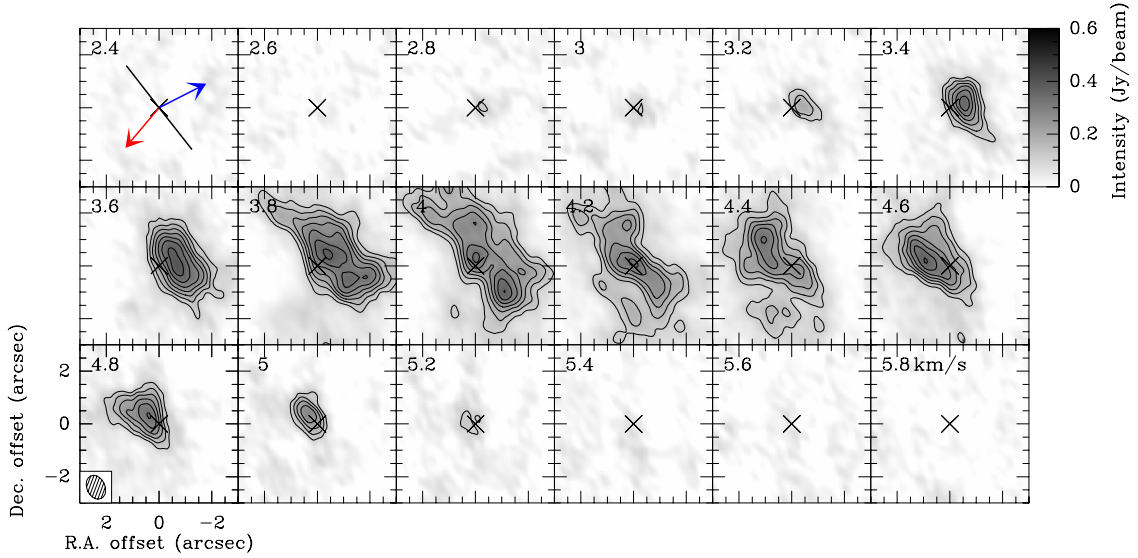 2.4 2.6 2.8 3 3.2 3.4
0.6
0.4
0.2
0
Intensity (Jy/beam)
3.6 3.8 4 4.2 4.4 4.6
4.8 5 5.2 5.4 5.6 5.8 km/s
2
0
−2
Dec. offset (arcsec)
2 0 −2
R.A. offset (arcsec)